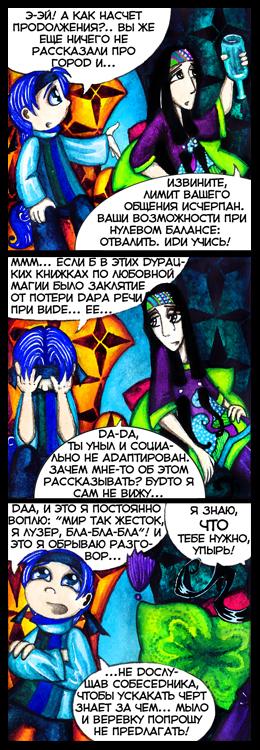 Э-ЭЙ! А КАК НАСЧЕТ
ПРОДОЛЖЕНИЯ?.. ВЫ ЖЕ
ЕЩЕ НИЧЕГО НЕ
РАССКАЗАЛИ ПРО
ГОРОД И...
ИЗВИНИТЕ,
ЛИМИТ ВАШЕГО
ОБЩЕНИЯ ИСЧЕРПАН.
ВАШИ ВОЗМОЖНОСТИ ПРИ
НУЛЕВОМ БАЛАНСЕ:
ОТВАЛИТЬ. ИДИ УЧИСЬ!
МММ... ЕСЛИ Б В ЭТИХ ДУРАЦ-
КИХ КНИЖКАХ ПО ЛЮБОВНОЙ
МАГИИ БЫЛО ЗАКЛЯТИЕ
ОТ ПОТЕРИ ДАРА РЕЧИ
ПРИ ВИДЕ... ЕЕ...
ДА-ДА,
ТЫ УНЫЛ И СОЦИА-
ЛЬНО НЕ АДАПТИРОВАН.
ЗАЧЕМ МНЕ-ТО ОБ ЭТОМ
РАССКАЗЫВАТЬ? БУДТО Я
САМ НЕ ВИЖУ...
ДАА, И ЭТО Я ПОСТОЯННО
ВОПЛЮ: "МИР ТАК ЖЕСТОК,
Я ЛУЗЕР, БЛА-БЛА-БЛА"! И
ЭТО Я ОБРЫВАЮ РАЗГО-
ВОР...
Я ЗНАЮ,
ЧТО
ТЕБЕ НУЖНО,
УПЫРЬ!
...НЕ ДОСЛУ-
ШАВ СОБЕСЕДНИКА,
ЧТОБЫ УСКАКАТЬ ЧЕРТ
ЗНАЕТ ЗА ЧЕМ... МЫЛО
И ВЕРЕВКУ ПОПРОШУ
НЕ ПРЕДЛАГАТЬ!